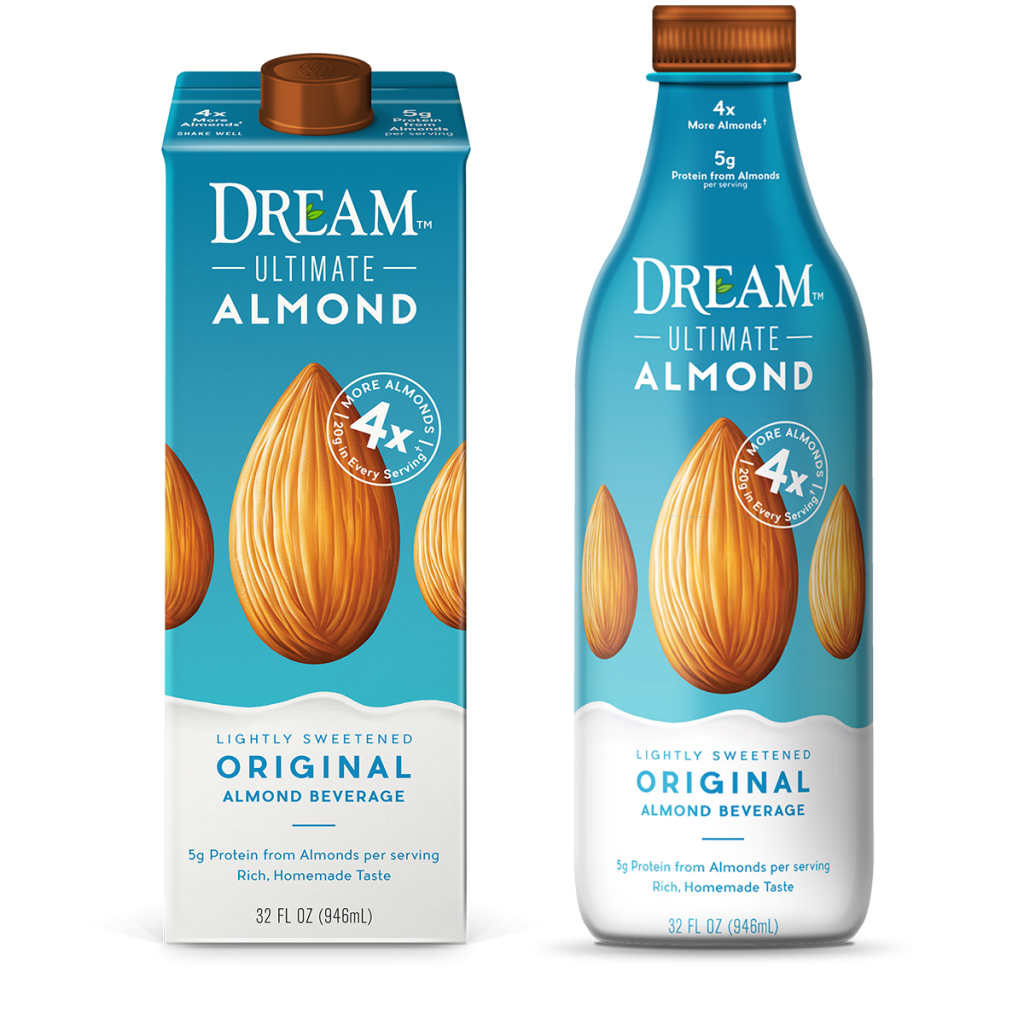 4x
More
Almonds†
SHAKE WELL
5g
Protein
from
Almonds
per serving
DREAM™
ULTIMATE
ALMOND
MORE ALMONDS
4x
20g in Every Serving†
LIGHTLY SWEETENED
ORIGINAL
ALMOND BEVERAGE
5g Protein from Almonds per serving
Rich, Homemade Taste
32 FL OZ (946mL)
4x
More Almonds†
5g
Protein from Almonds
per serving
DREAM™
ULTIMATE
ALMOND
MORE ALMONDS
4x
20g in Every Serving†
LIGHTLY SWEETENED
ORIGINAL
ALMOND BEVERAGE
5g Protein from Almonds per serving
Rich, Homemade Taste
32 FL OZ (946mL)